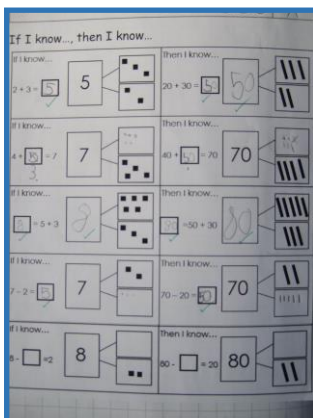 If I know..., then I know...
If I know...
2 + 3 = 5
5
Then I know...
20 + 30 = 50
50
If I know...
4 + 3 = 7
3
7
Then I know...
40 + = 70
70
If I know...
= 5 + 3
8
Then I know...
80 = 50 + 30
80
If I know...
7 - 2 = 5
7
Then I know...
70 - 20 = 50
70
If I know...
8 - = 2
8
Then I know...
80 - = 20
80